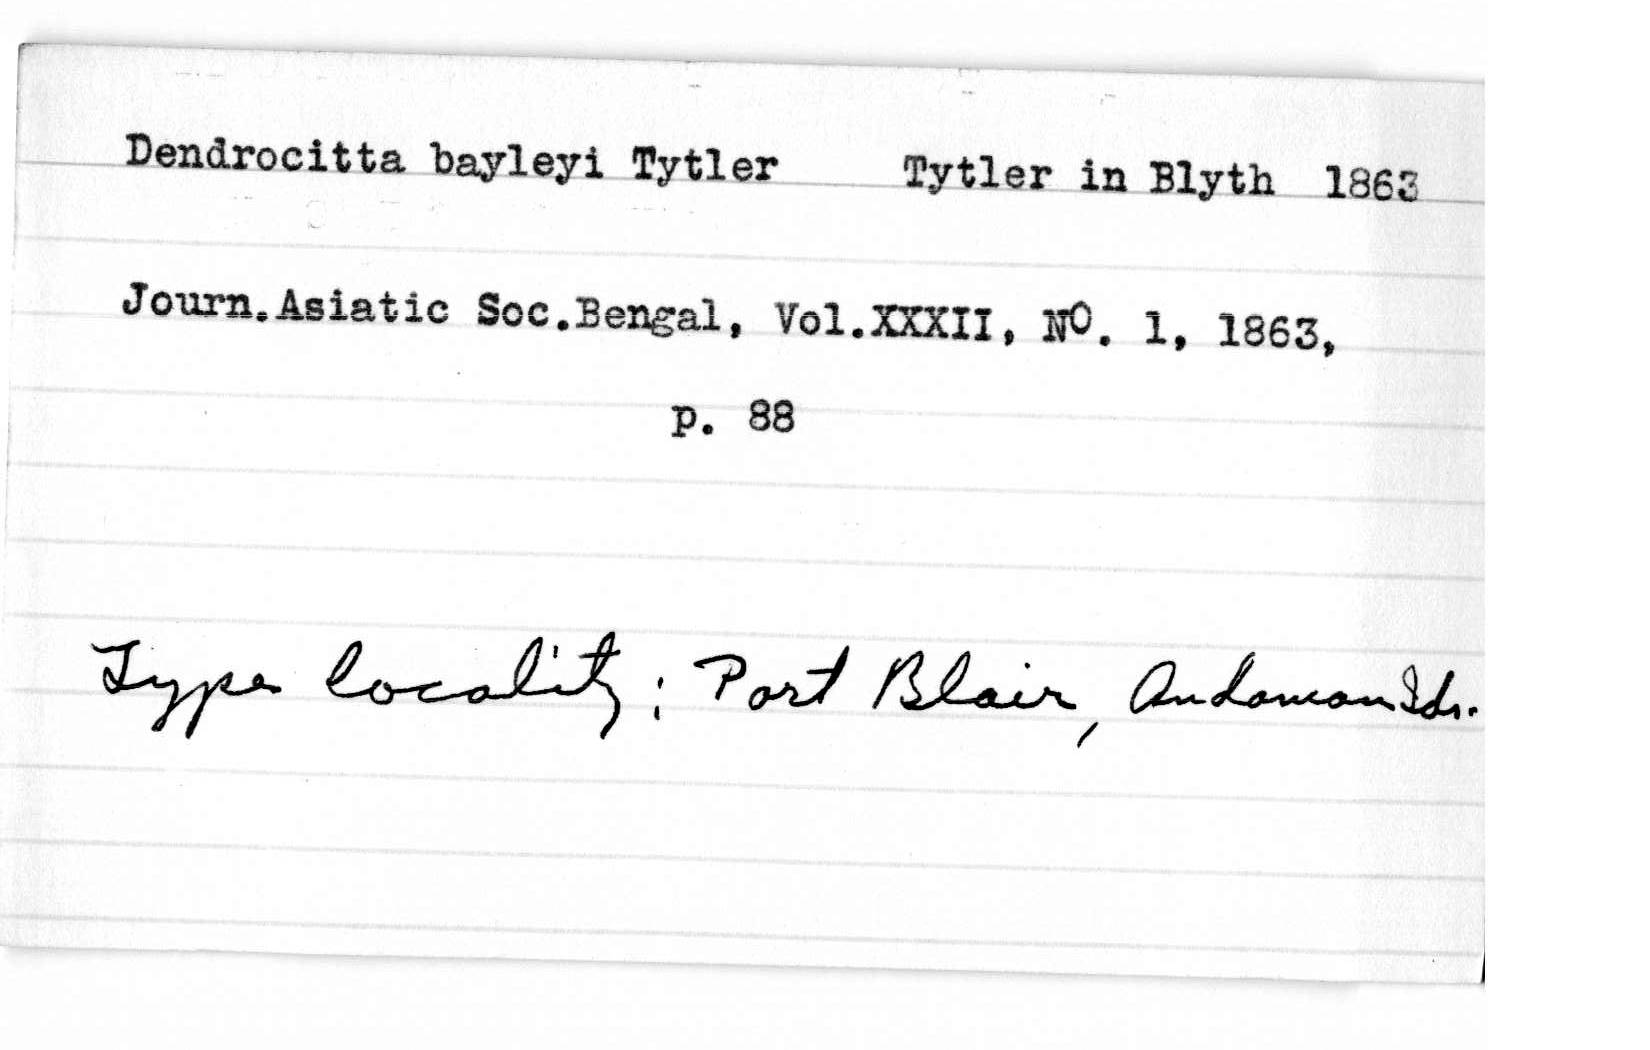 Dendrocitta bayleyi Tytler Tytler in Blyth 1863
Journ.Asiatic Soc.Bengal, Vol.XXXII, NO. 1, 1863,
p. 88
Type locality; Port Blair, Andaman Ids.